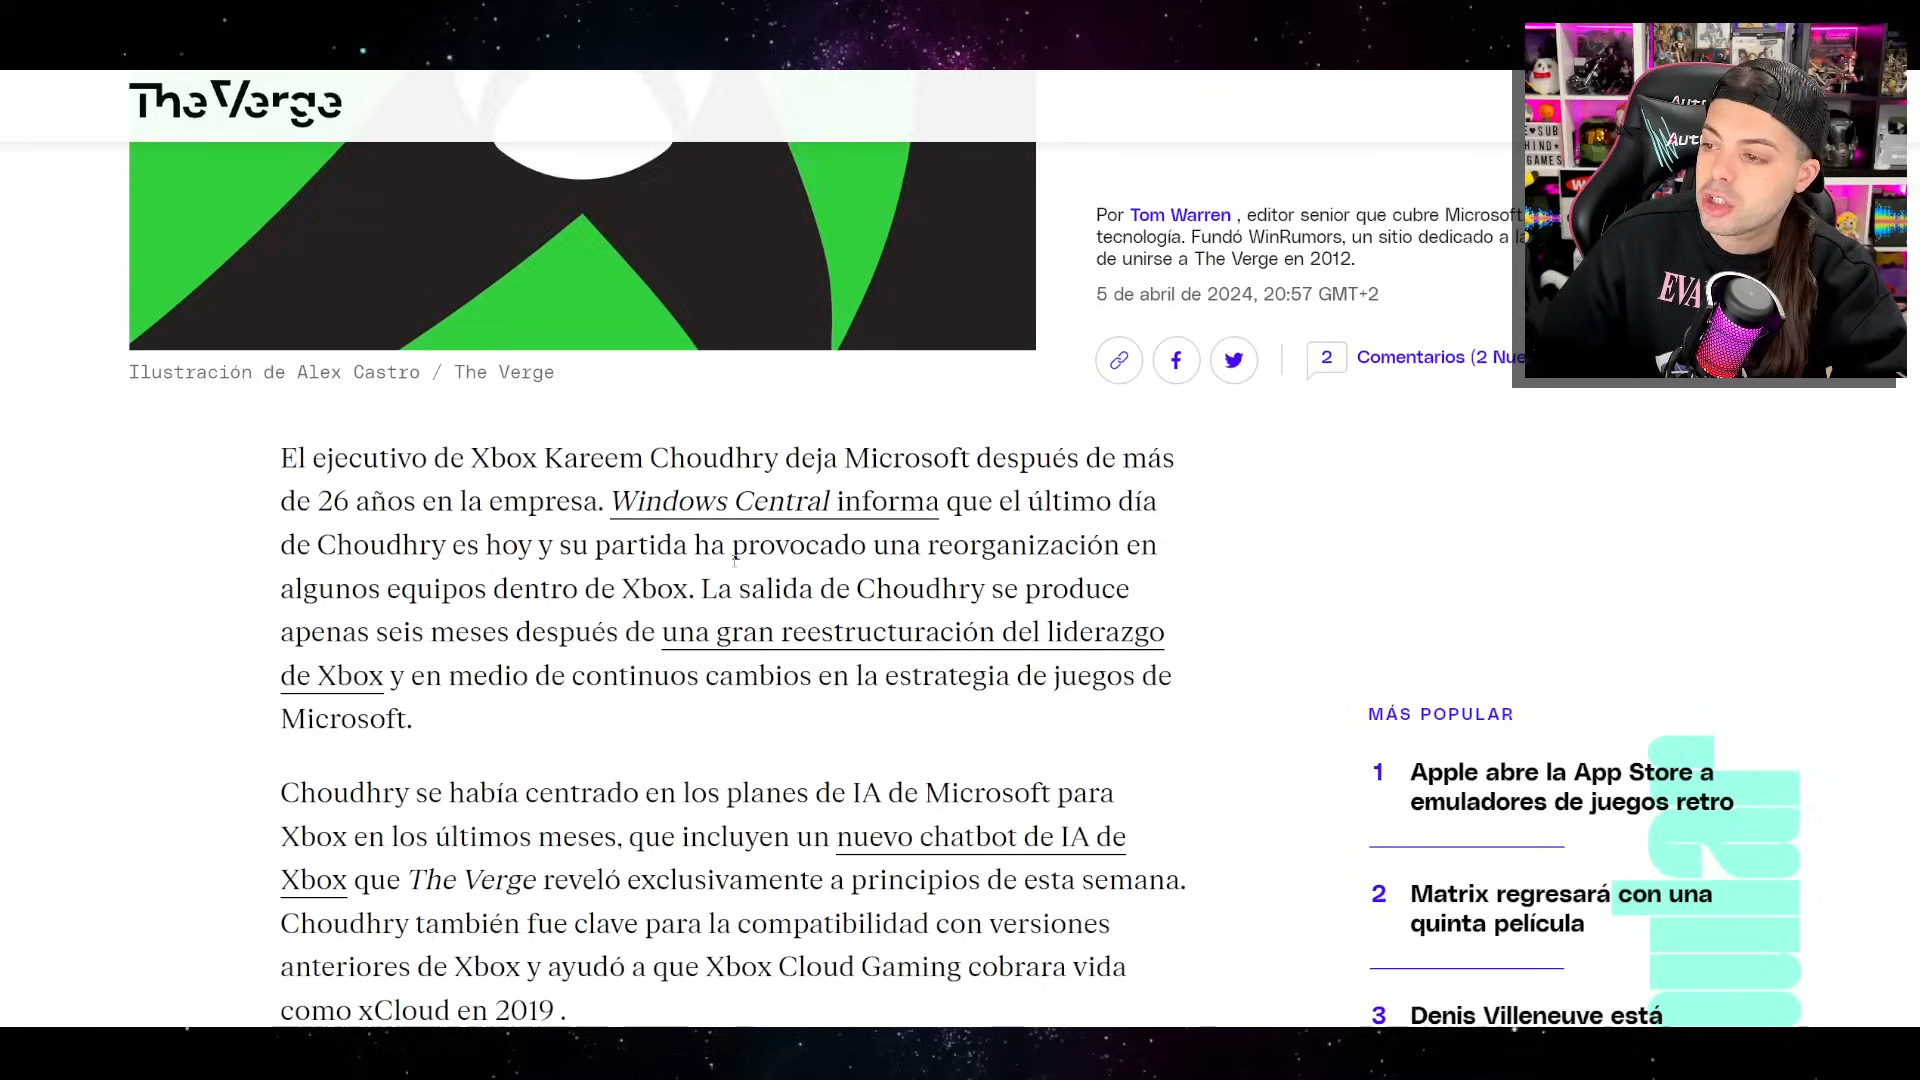 The Verge
Por Tom Warren , editor senior que cubre Microsoft
tecnología. Fundó WinRumors, un sitio dedicado a
de unirse a The Verge en 2012.
5 de abril de 2024, 20:57 GMT+2
2 Comentarios (2 Nue
Ilustración de Alex Castro / The Verge
El ejecutivo de Xbox Kareem Choudhry deja Microsoft después de más
de 26 años en la empresa. Windows Central informa que el último día
de Choudhry es hoy y su partida ha provocado una reorganización en
algunos equipos dentro de Xbox. La salida de Choudhry se produce
apenas seis meses después de una gran reestructuración del liderazgo
de Xbox y en medio de continuos cambios en la estrategia de juegos de
Microsoft.
Choudhry se había centrado en los planes de IA de Microsoft para
Xbox en los últimos meses, que incluyen un nuevo chatbot de IA de
Xbox que The Verge reveló exclusivamente a principios de esta semana.
Choudhry también fue clave para la compatibilidad con versiones
anteriores de Xbox y ayudó a que Xbox Cloud Gaming cobrara vida
como xCloud en 2019 .
MÁS POPULAR
1 Apple abre la App Store a
emuladores de juegos retro
2 Matrix regresará con una
quinta película
3 Denis Villeneuve está
E♥SUB
HIND★
GAMES
EVA